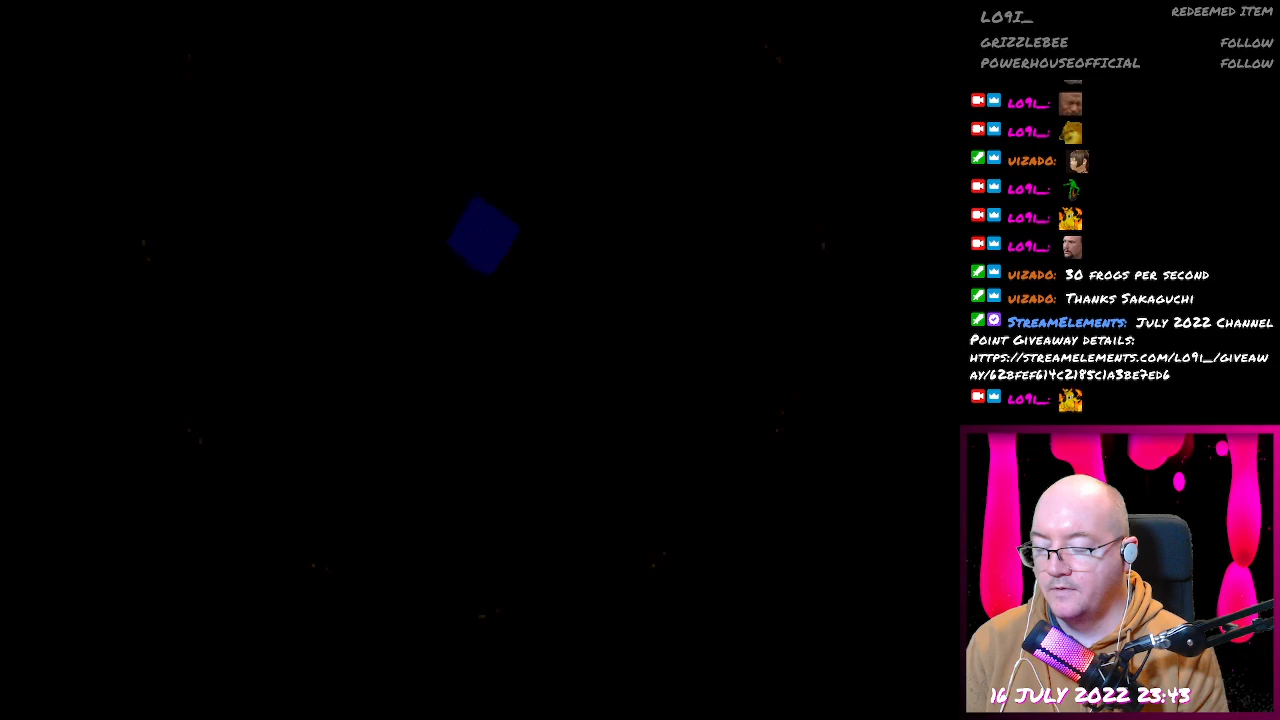 LO9I_ REDEEMED ITEM
GRIZZLEBEE FOLLOW
POWERHOUSEOFFICIAL FOLLOW
LO9I_:
LO9I_:
VIZADO:
LO9I_:
LO9I_:
LO9I_:
VIZADO: 30 FROGS PER SECOND
VIZADO: THANKS SAKAGUCHI
STREAMELEMENTS: JULY 2022 CHANNEL
POINT GIVEAWAY DETAILS:
HTTPS://STREAMELEMENTS.COM/LO9I_/GIVEAW
AY/62BFEF614C2185C1A3BE7ED6
LO9I_:
16 JULY 2022 23:43